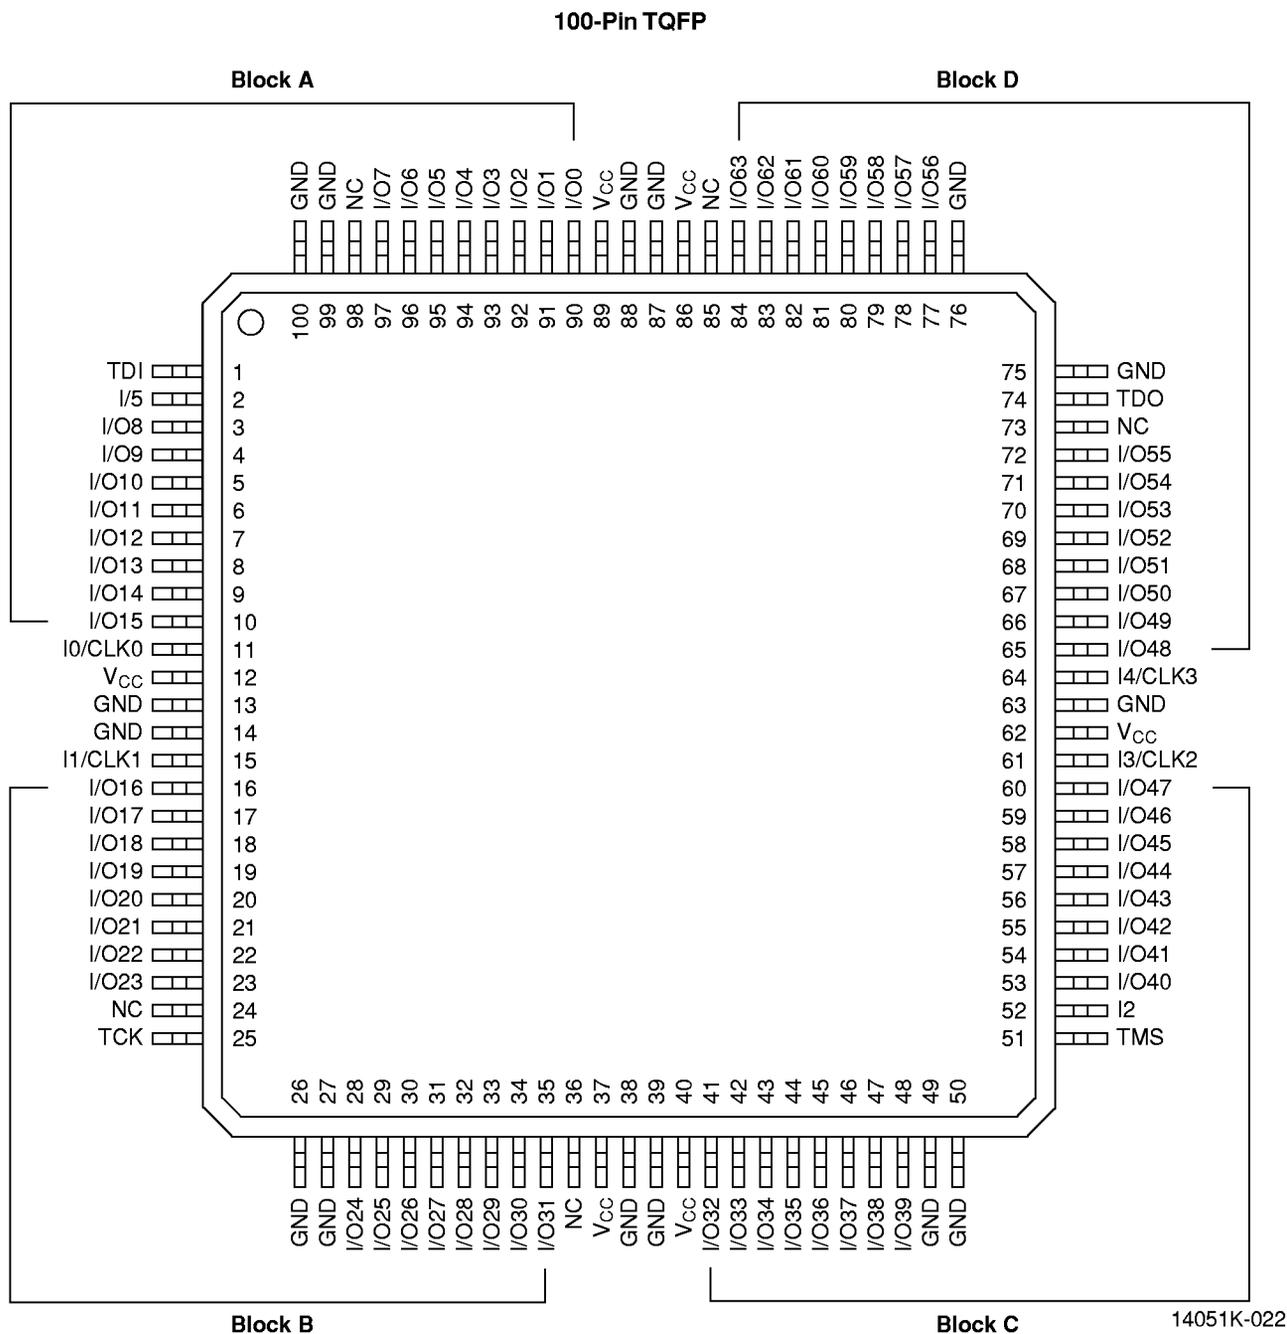 100-Pin TQFP
Block A
Block D
GND
GND
NC
I/O7
I/O6
I/O5
I/O4
I/O3
I/O2
I/O1
I/O0
VCC
GND
GND
VCC
NC
I/O63
I/O62
I/O61
I/O60
I/O59
I/O58
I/O57
I/O56
GND
100
99
98
97
96
95
94
93
92
91
90
89
88
87
86
85
84
83
82
81
80
79
78
77
76
TDI 1 75 GND
I/5 2 74 TDO
I/O8 3 73 NC
I/O9 4 72 I/O55
I/O10 5 71 I/O54
I/O11 6 70 I/O53
I/O12 7 69 I/O52
I/O13 8 68 I/O51
I/O14 9 67 I/O50
I/O15 10 66 I/O49
I0/CLK0 11 65 I/O48
VCC 12 64 I4/CLK3
GND 13 63 GND
GND 14 62 VCC
I1/CLK1 15 61 I3/CLK2
I/O16 16 60 I/O47
I/O17 17 59 I/O46
I/O18 18 58 I/O45
I/O19 19 57 I/O44
I/O20 20 56 I/O43
I/O21 21 55 I/O42
I/O22 22 54 I/O41
I/O23 23 53 I/O40
NC 24 52 I2
TCK 25 51 TMS
26
27
28
29
30
31
32
33
34
35
36
37
38
39
40
41
42
43
44
45
46
47
48
49
50
GND
GND
I/O24
I/O25
I/O26
I/O27
I/O28
I/O29
I/O30
I/O31
NC
VCC
GND
GND
VCC
I/O32
I/O33
I/O34
I/O35
I/O36
I/O37
I/O38
I/O39
GND
GND
Block B
Block C
14051K-022